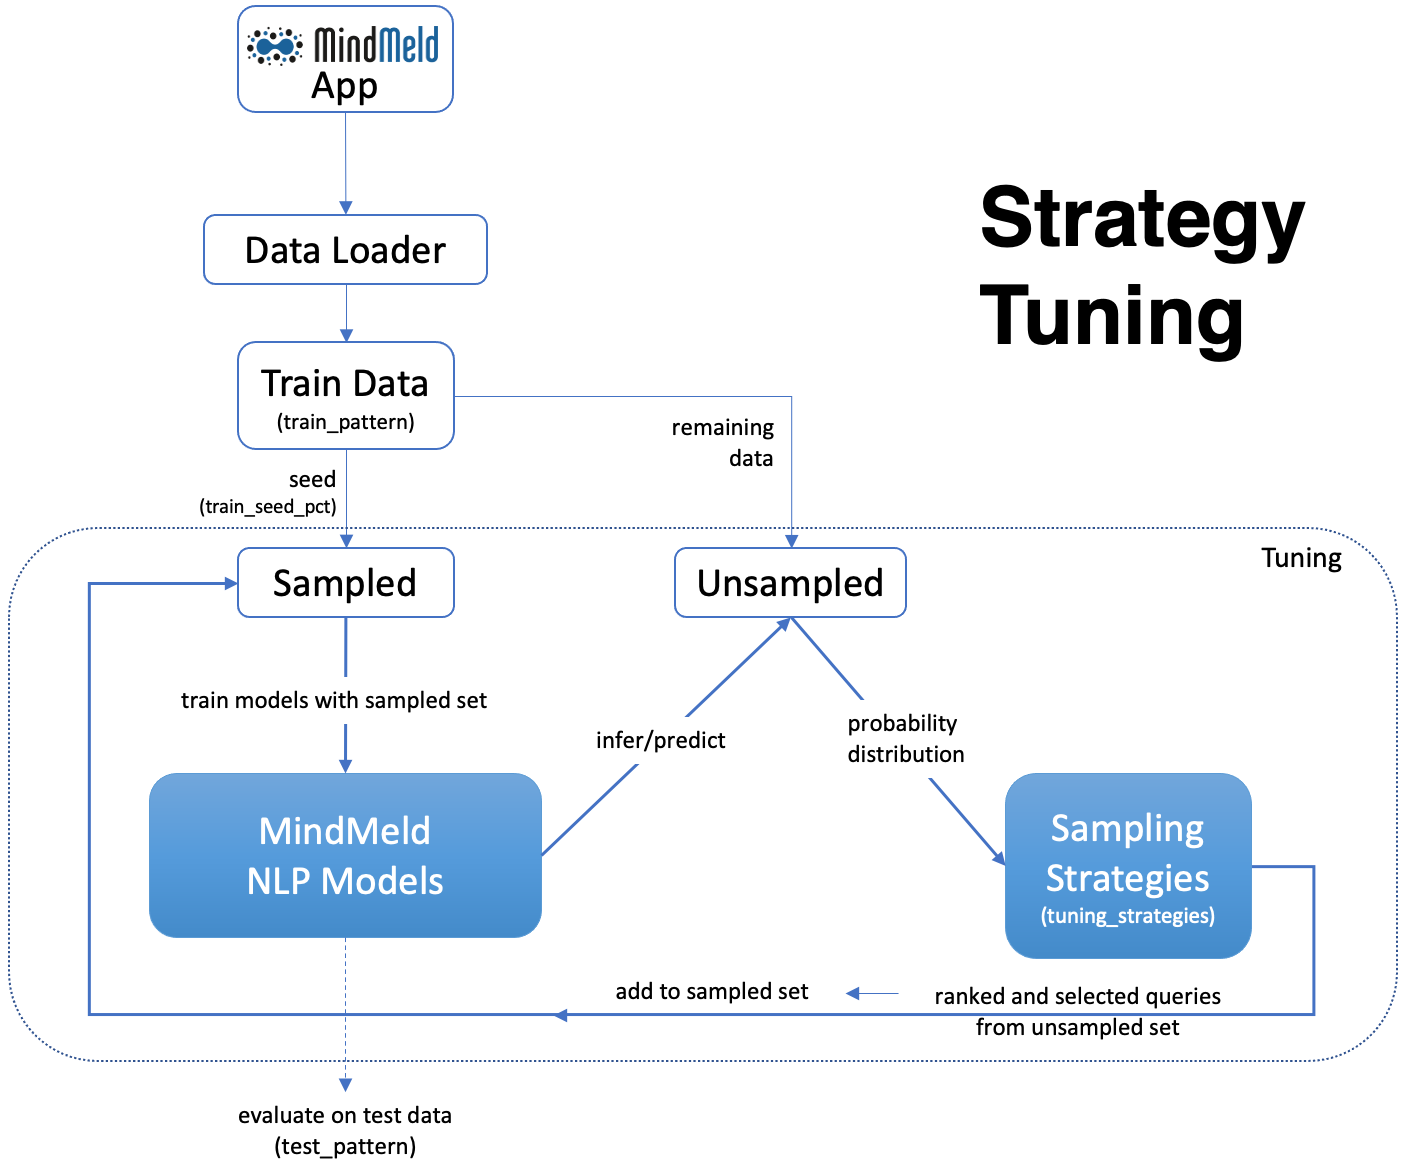 MindMeld
App
Data Loader
Strategy
Tuning
Train Data
(train_pattern)
remaining
data
seed
(train_seed_pct)
Tuning
Sampled
Unsampled
train models with sampled set
infer/predict
probability
distribution
MindMeld
NLP Models
Sampling
Strategies
(tuning_strategies)
add to sampled set
ranked and selected queries
from unsampled set
evaluate on test data
(test_pattern)